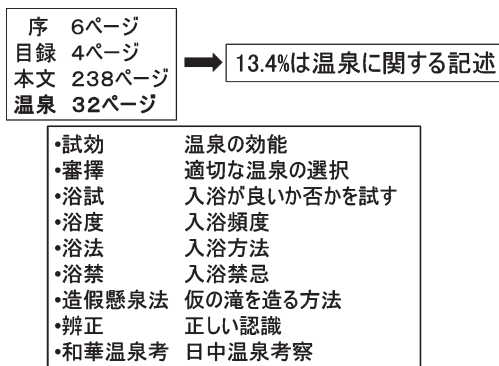 序 6ページ
目録 4ページ
本文 238ページ
温泉 32ページ
13.4%は温泉に関する記述
•試効 温泉の効能
•審擇 適切な温泉の選択
•浴試 入浴が良いか否かを試す
•浴度 入浴頻度
•浴法 入浴方法
•浴禁 入浴禁忌
•造假懸泉法 仮の滝を造る方法
•辨正 正しい認識
•和華温泉考 日中温泉考察